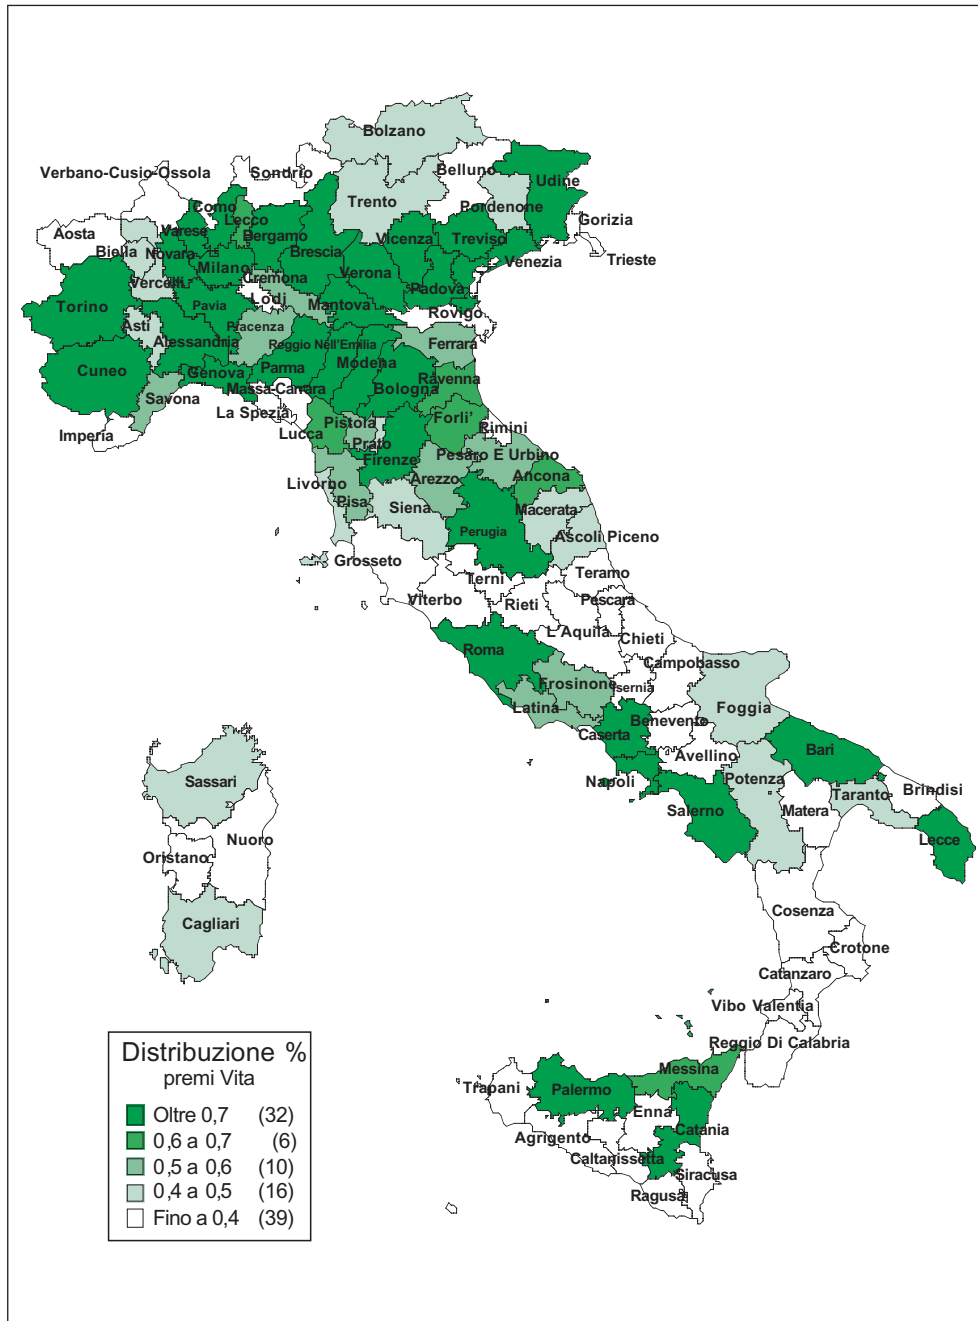 Bolzano
Verbano-Cusio-Ossola
Sondrio
Belluno
Udine
Trento
Como
Pordenone
Lecco
Gorizia
Aosta
Varese
Bergamo
Vicenza
Treviso
Biella
Novara
Brescia
Venezia
Trieste
Milano
Verona
Vercelli
Cremona
Padova
Lodi
Torino
Pavia
Mantova
Rovigo
Asti
Piacenza
Alessandria
Reggio Nell'Emilia
Ferrara
Modena
Cuneo
Genova
Parma
Ravenna
Massa-Carrara
Bologna
Savona
La Spezia
Forli'
Imperia
Lucca
Pistoia
Rimini
Prato
Pesaro E Urbino
Firenze
Arezzo
Ancona
Livorno
Pisa
Siena
Macerata
Perugia
Ascoli Piceno
Grosseto
Terni
Teramo
Viterbo
Rieti
Pescara
L'Aquila
Chieti
Roma
Campobasso
Frosinone
Isernia
Latina
Foggia
Benevento
Caserta
Avellino
Bari
Sassari
Napoli
Potenza
Brindisi
Salerno
Matera
Taranto
Nuoro
Lecce
Oristano
Cagliari
Cosenza
Crotone
Catanzaro
Vibo Valentia
Reggio Di Calabria
Messina
Trapani
Palermo
Enna
Agrigento
Catania
Caltanissetta
Siracusa
Ragusa
Distribuzione %
premi Vita
Oltre 0,7 (32)
0,6 a 0,7 (6)
0,5 a 0,6 (10)
0,4 a 0,5 (16)
Fino a 0,4 (39)